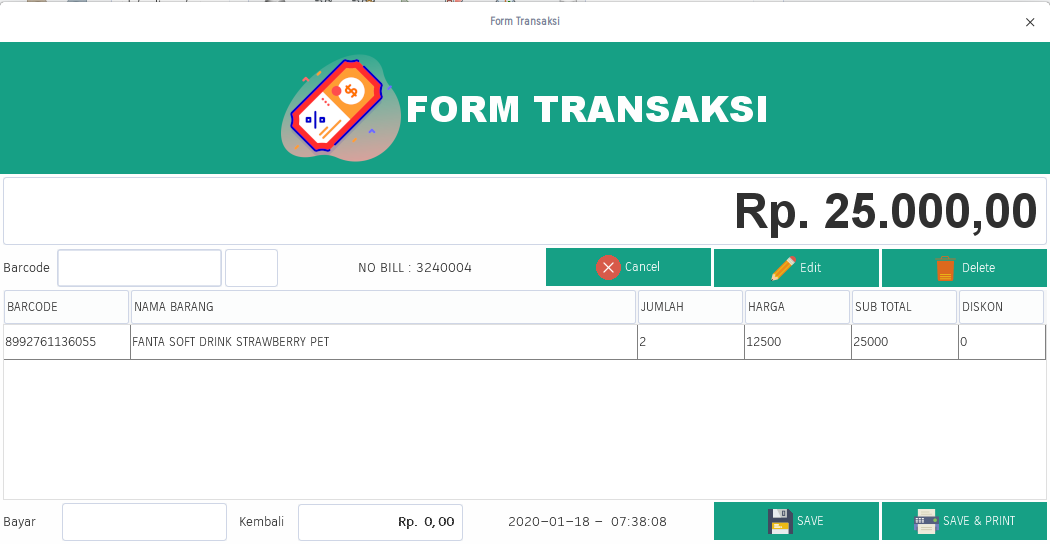 Form Transaksi
FORM TRANSAKSI
Rp. 25.000,00
Barcode NO BILL : 3240004 Cancel Edit Delete
BARCODE NAMA BARANG JUMLAH HARGA SUB TOTAL DISKON
8992761136055 FANTA SOFT DRINK STRAWBERRY PET 2 12500 25000 0
Bayar Kembali Rp. 0,00 2020-01-18 - 07:38:08 SAVE SAVE & PRINT